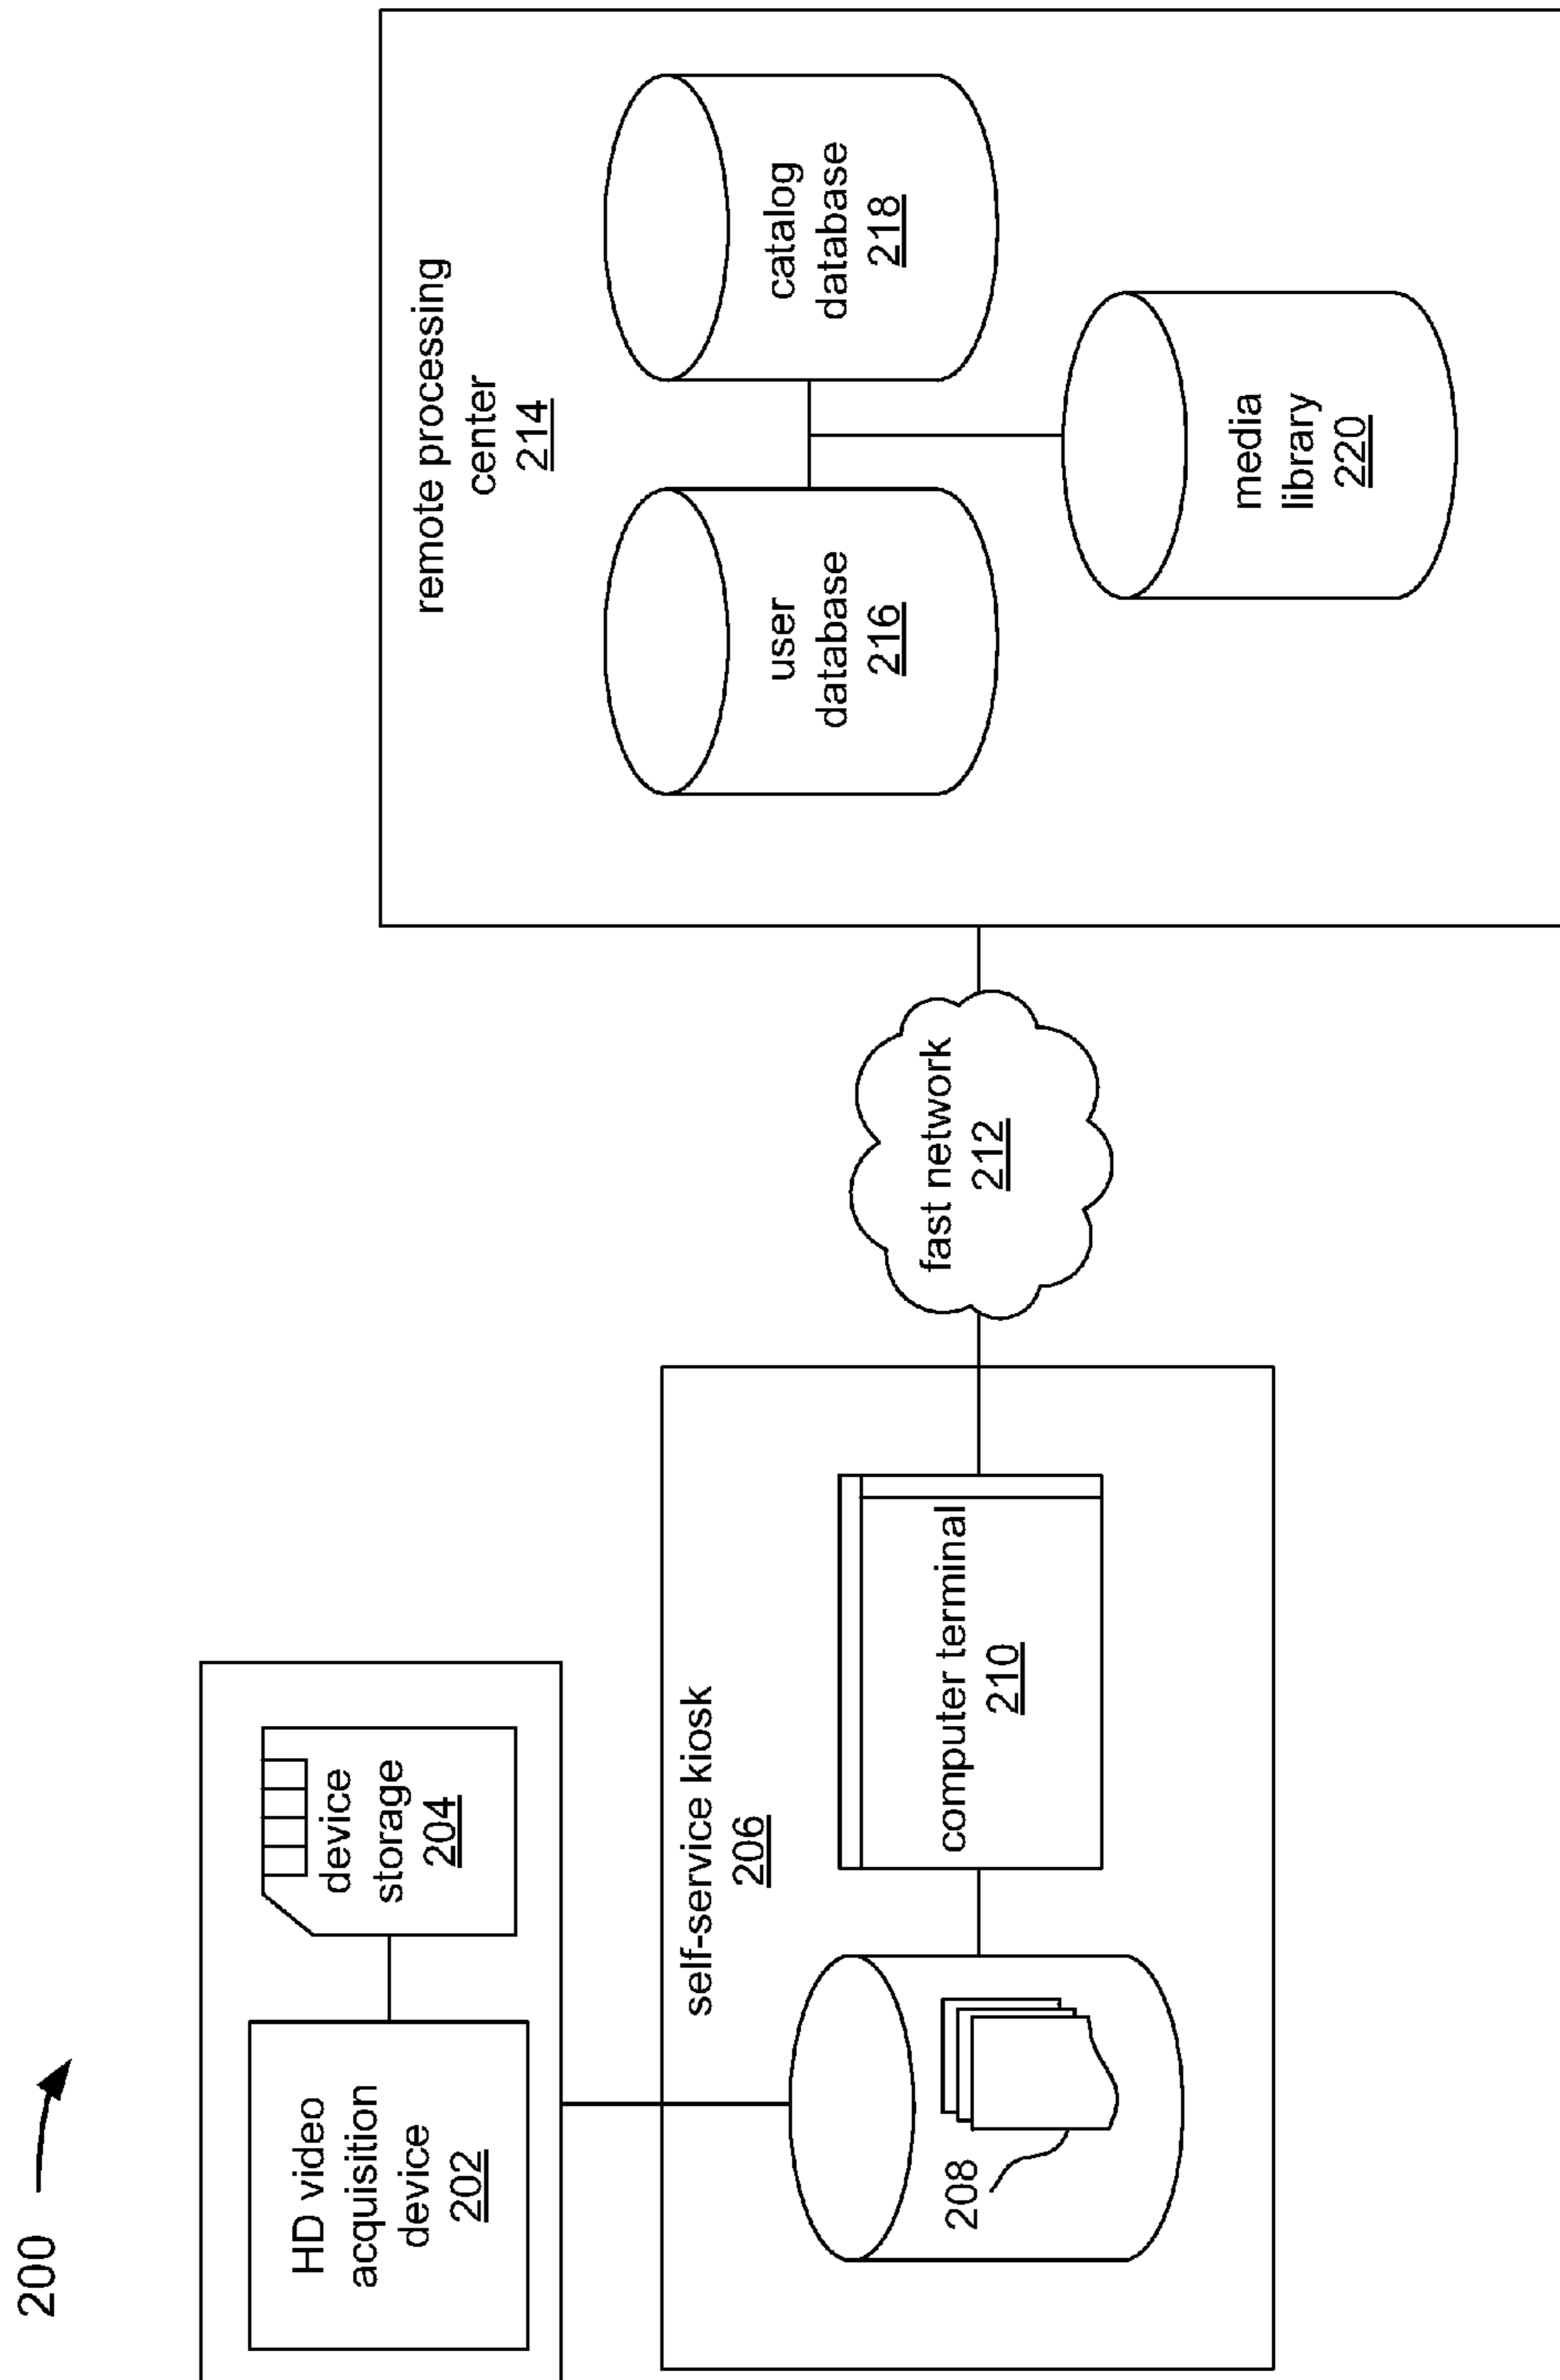 200
HD video
acquisition
device
202
device
storage
204
self-service kiosk
206
208
computer terminal
210
fast network
212
remote processing
center
214
user
database
216
catalog
database
218
media
library
220